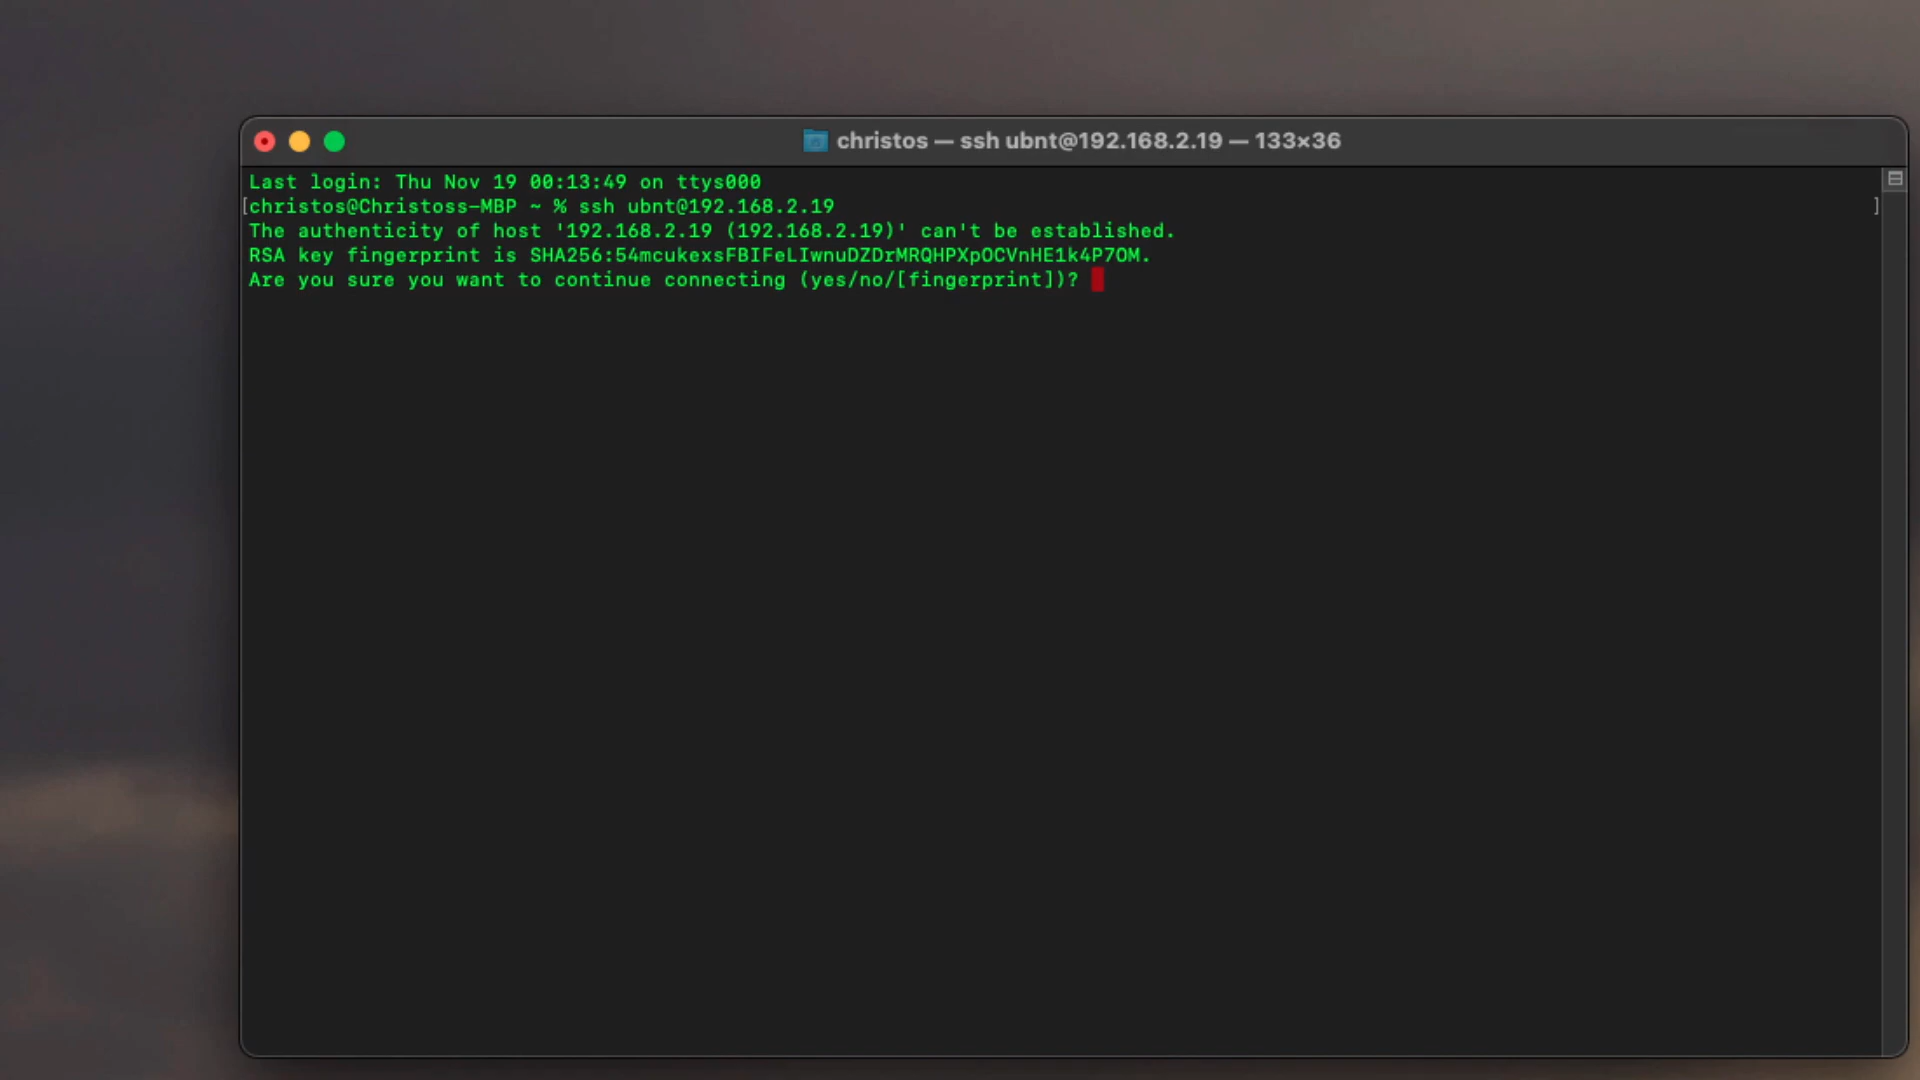 christos — ssh ubnt@192.168.2.19 — 133×36
Last login: Thu Nov 19 00:13:49 on ttys000
[christos@Christoss-MBP ~ % ssh ubnt@192.168.2.19 ]
The authenticity of host '192.168.2.19 (192.168.2.19)' can't be established.
RSA key fingerprint is SHA256:54mcukexsFBIFeLIwnuDZDrMRQHPXpOCVnHE1k4P7OM.
Are you sure you want to continue connecting (yes/no/[fingerprint])?